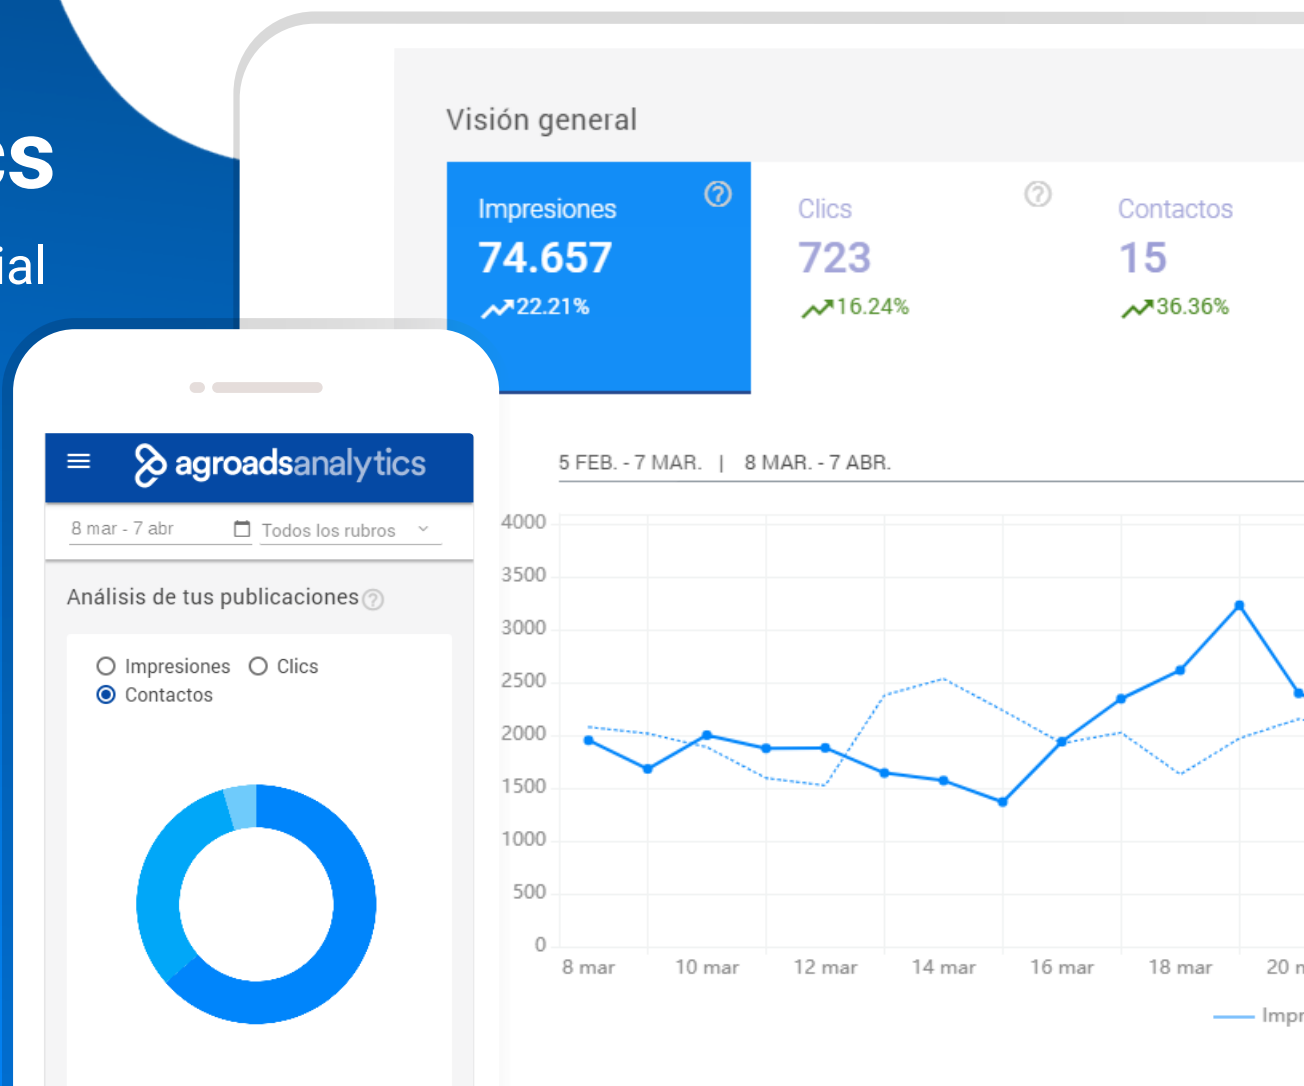 Visión general
Impresiones
74.657
22.21%
Clics
723
16.24%
Contactos
15
36.36%
5 FEB. - 7 MAR. | 8 MAR. - 7 ABR.
4000
3500
3000
2500
2000
1500
1000
500
0
8 mar 10 mar 12 mar 14 mar 16 mar 18 mar 20
agroadsanalytics
8 mar - 7 abr Todos los rubros
Análisis de tus publicaciones
Impresiones Clics
Contactos